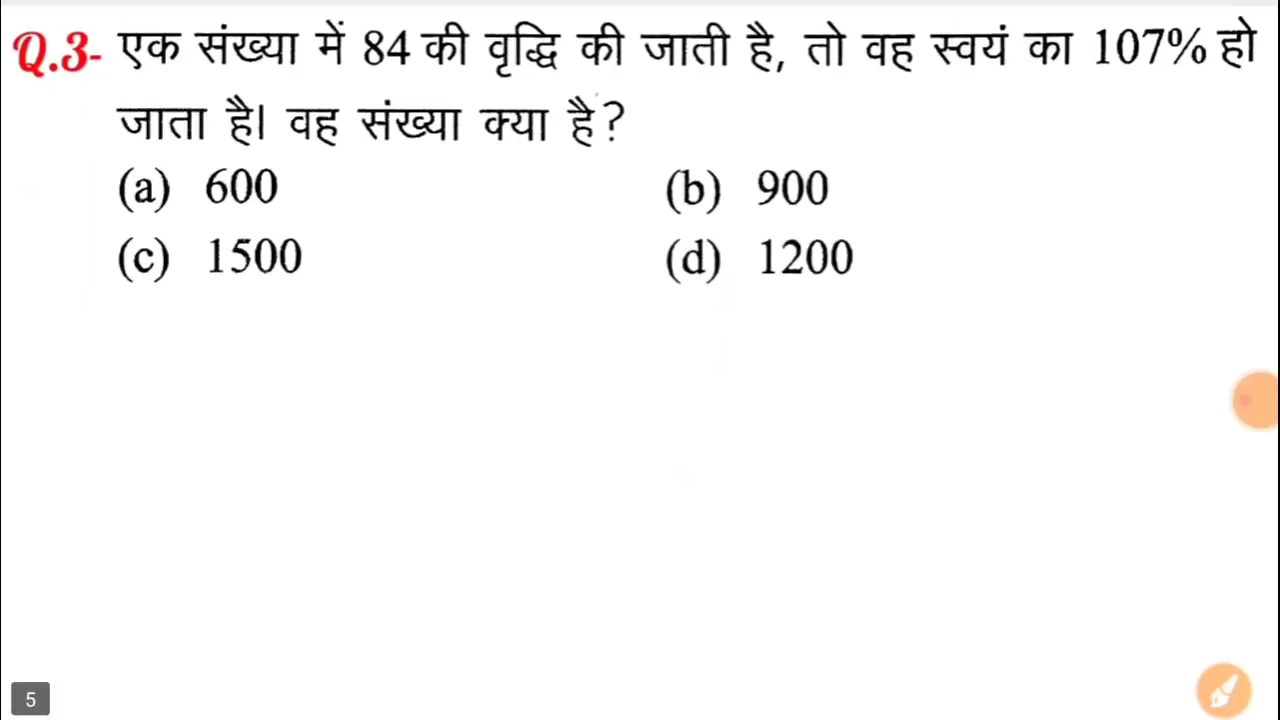 Q.3- एक संख्या में 84 की वृद्धि की जाती है, तो वह स्वयं का 107% हो
जाता है। वह संख्या क्या है?
(a) 600 (b) 900
(c) 1500 (d) 1200
5